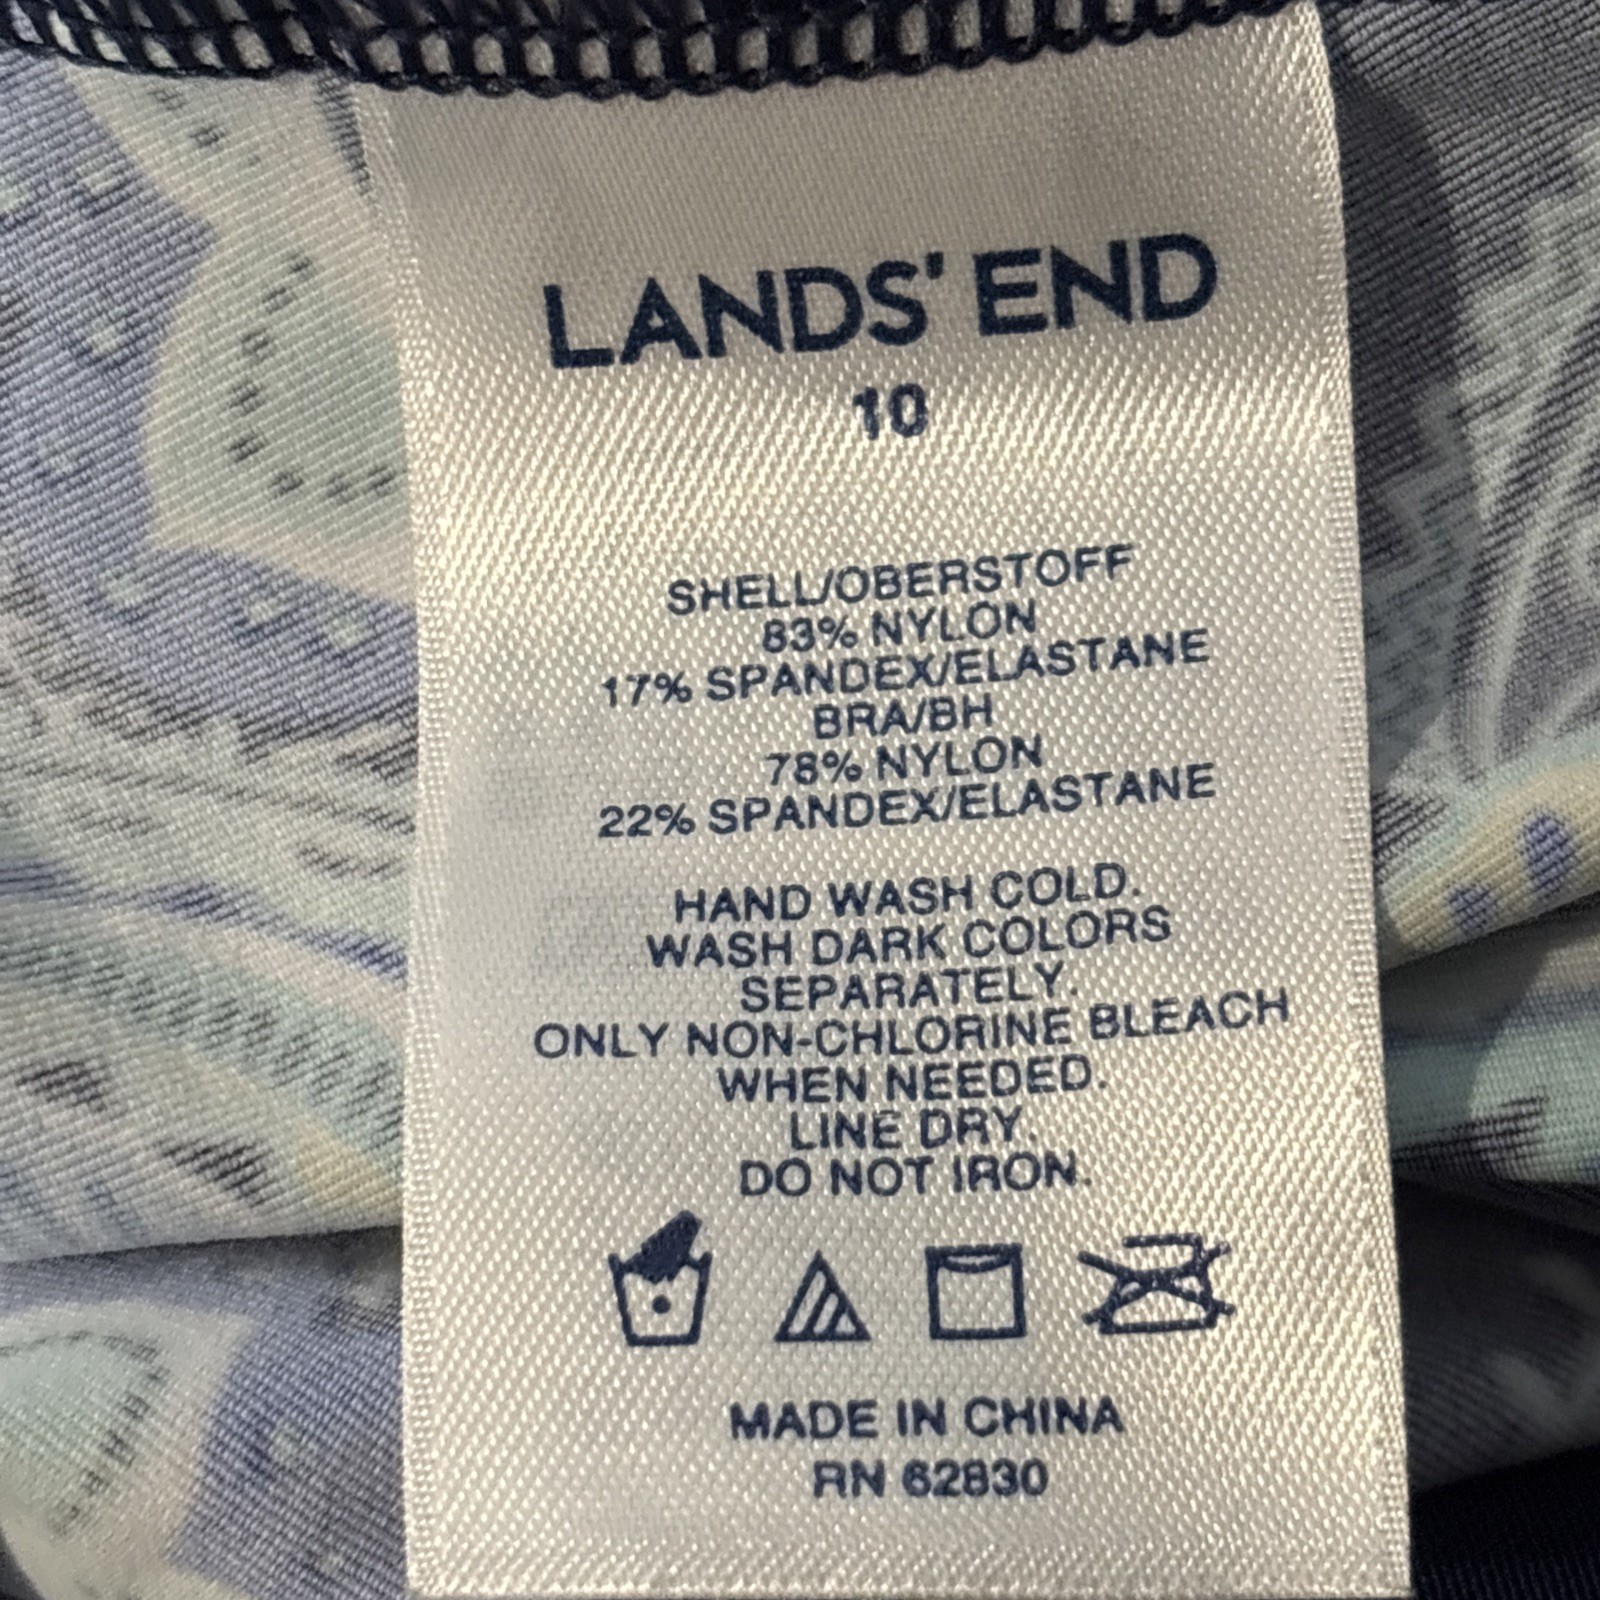 LANDS' END
10
SHELL/OBERSTOFF
83% NYLON
17% SPANDEX/ELASTANE
BRA/BH
78% NYLON
22% SPANDEX/ELASTANE
HAND WASH COLD.
WASH DARK COLORS
SEPARATELY.
ONLY NON-CHLORINE BLEACH
WHEN NEEDED.
LINE DRY.
DO NOT IRON.
MADE IN CHINA
RN 62830